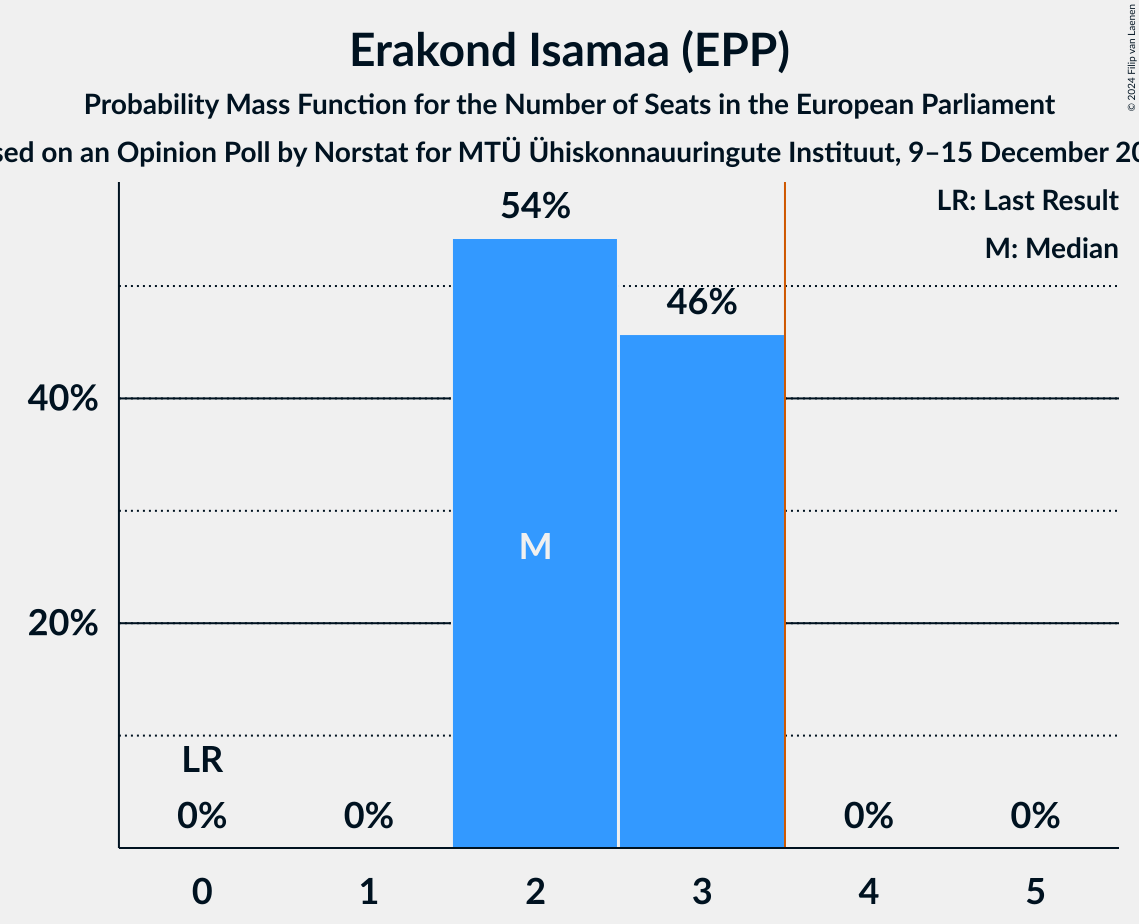 Erakond Isamaa (EPP)
Probability Mass Function for the Number of Seats in the European Parliament
sed on an Opinion Poll by Norstat for MTÜ Ühiskonnauuringute Instituut, 9–15 December 20
© 2024 Filip van Laenen
LR: Last Result
M: Median
54%
46%
40%
M
20%
LR
0% 0% 0% 0%
0 1 2 3 4 5